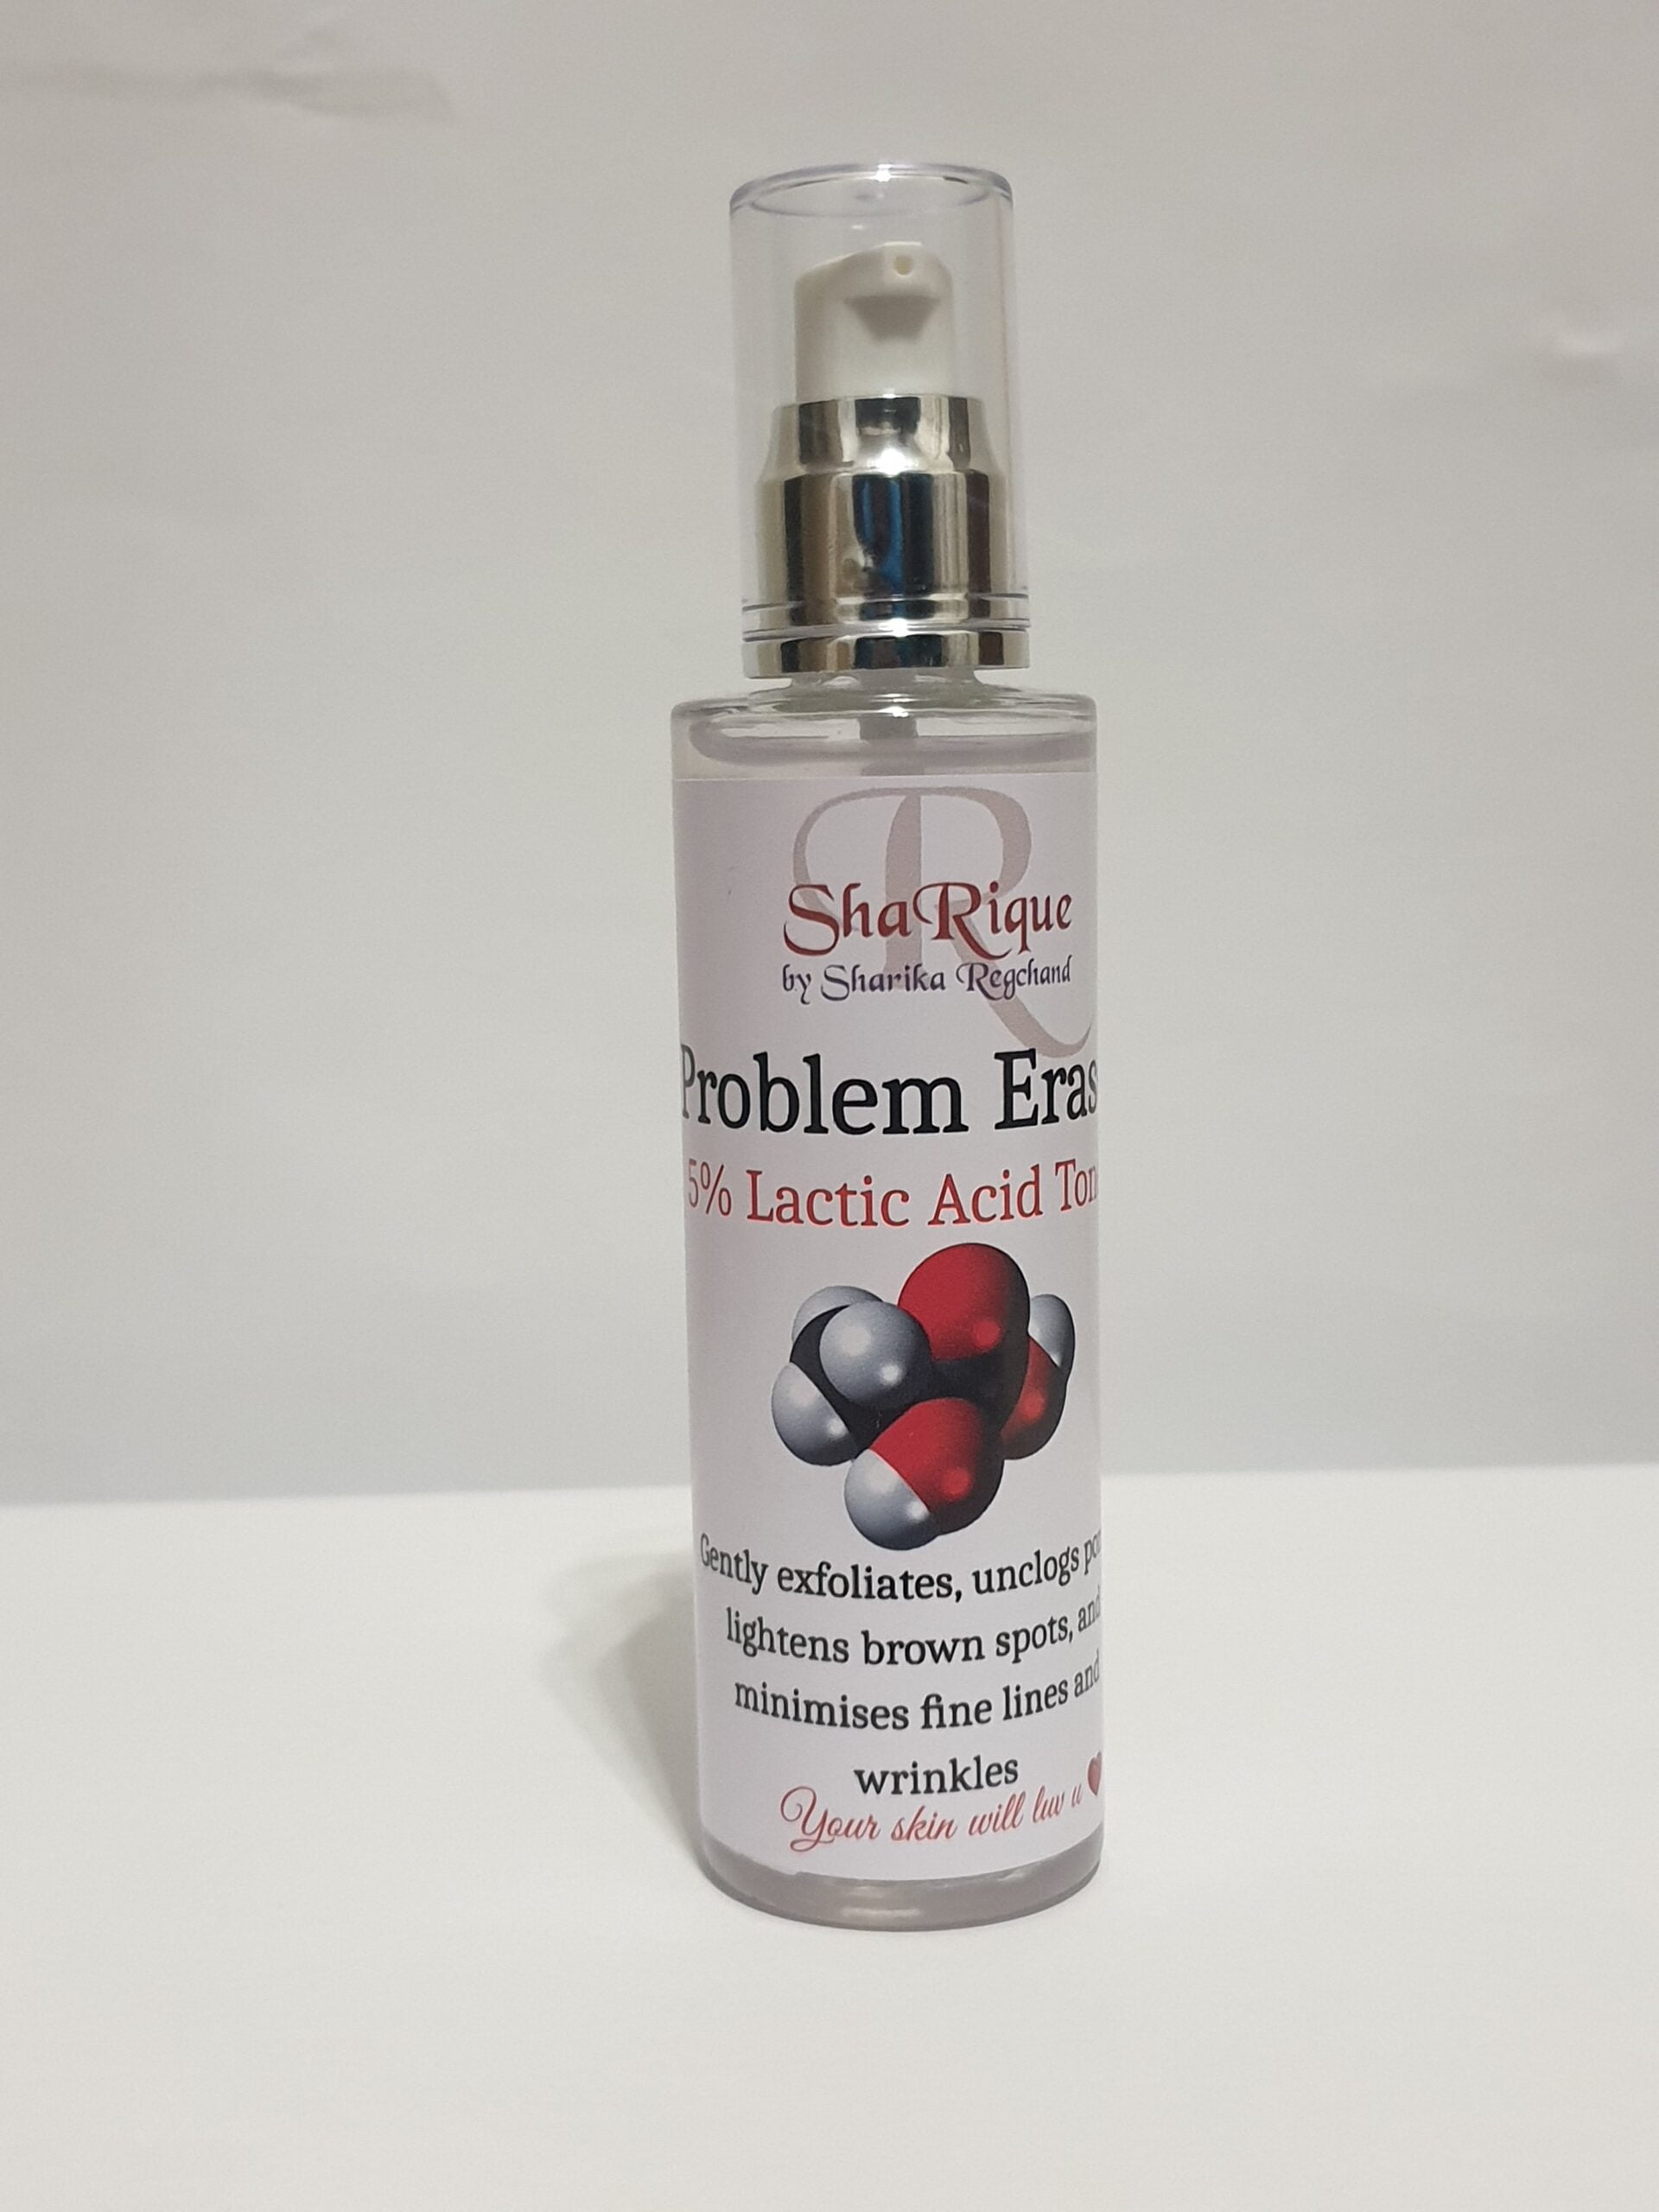 R
ShaRique
by Sharika Regchand
Problem Eras
5% Lactic Acid Ton
Gently exfoliates, unclogs po
lightens brown spots, and
minimises fine lines and
wrinkles
Your skin will luv u